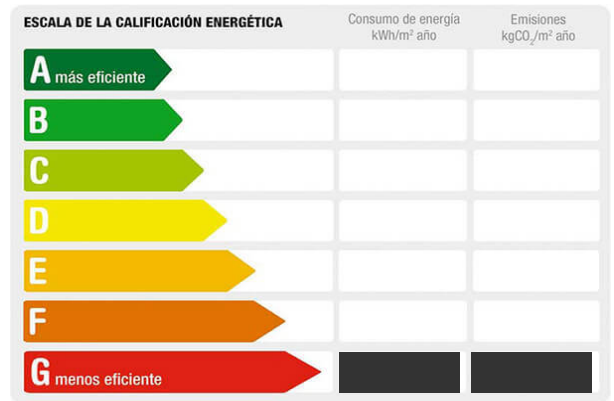 ESCALA DE LA CALIFICACIÓN ENERGÉTICA
Consumo de energía
kWh/m² año
Emisiones
kgCO₂/m² año
A más eficiente
B
C
D
E
F
G menos eficiente